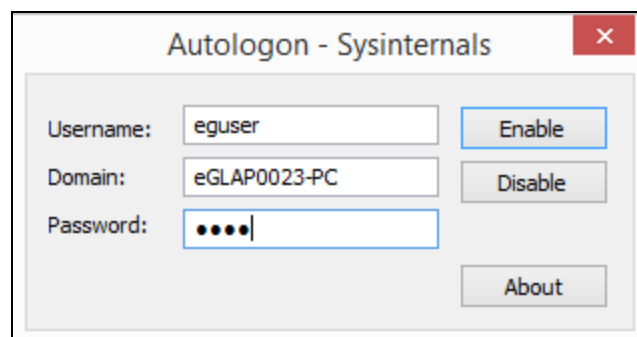 Autologon - Sysinternals
Username: eguser Enable
Domain: eGLAP0023-PC Disable
Password: ●●●●
About